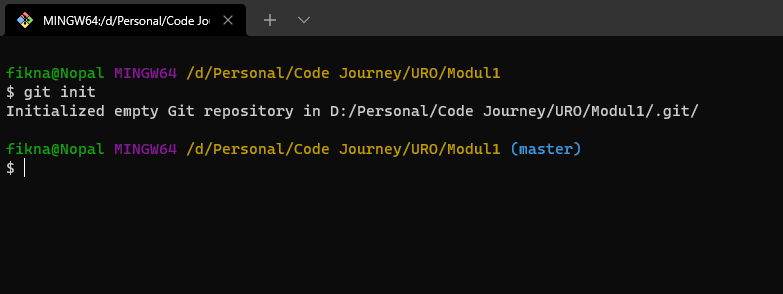 MINGW64:/d/Personal/Code Jou
fikna@Nopal MINGW64 /d/Personal/Code Journey/URO/Modul1
$ git init
Initialized empty Git repository in D:/Personal/Code Journey/URO/Modul1/.git/
fikna@Nopal MINGW64 /d/Personal/Code Journey/URO/Modul1 (master)
$